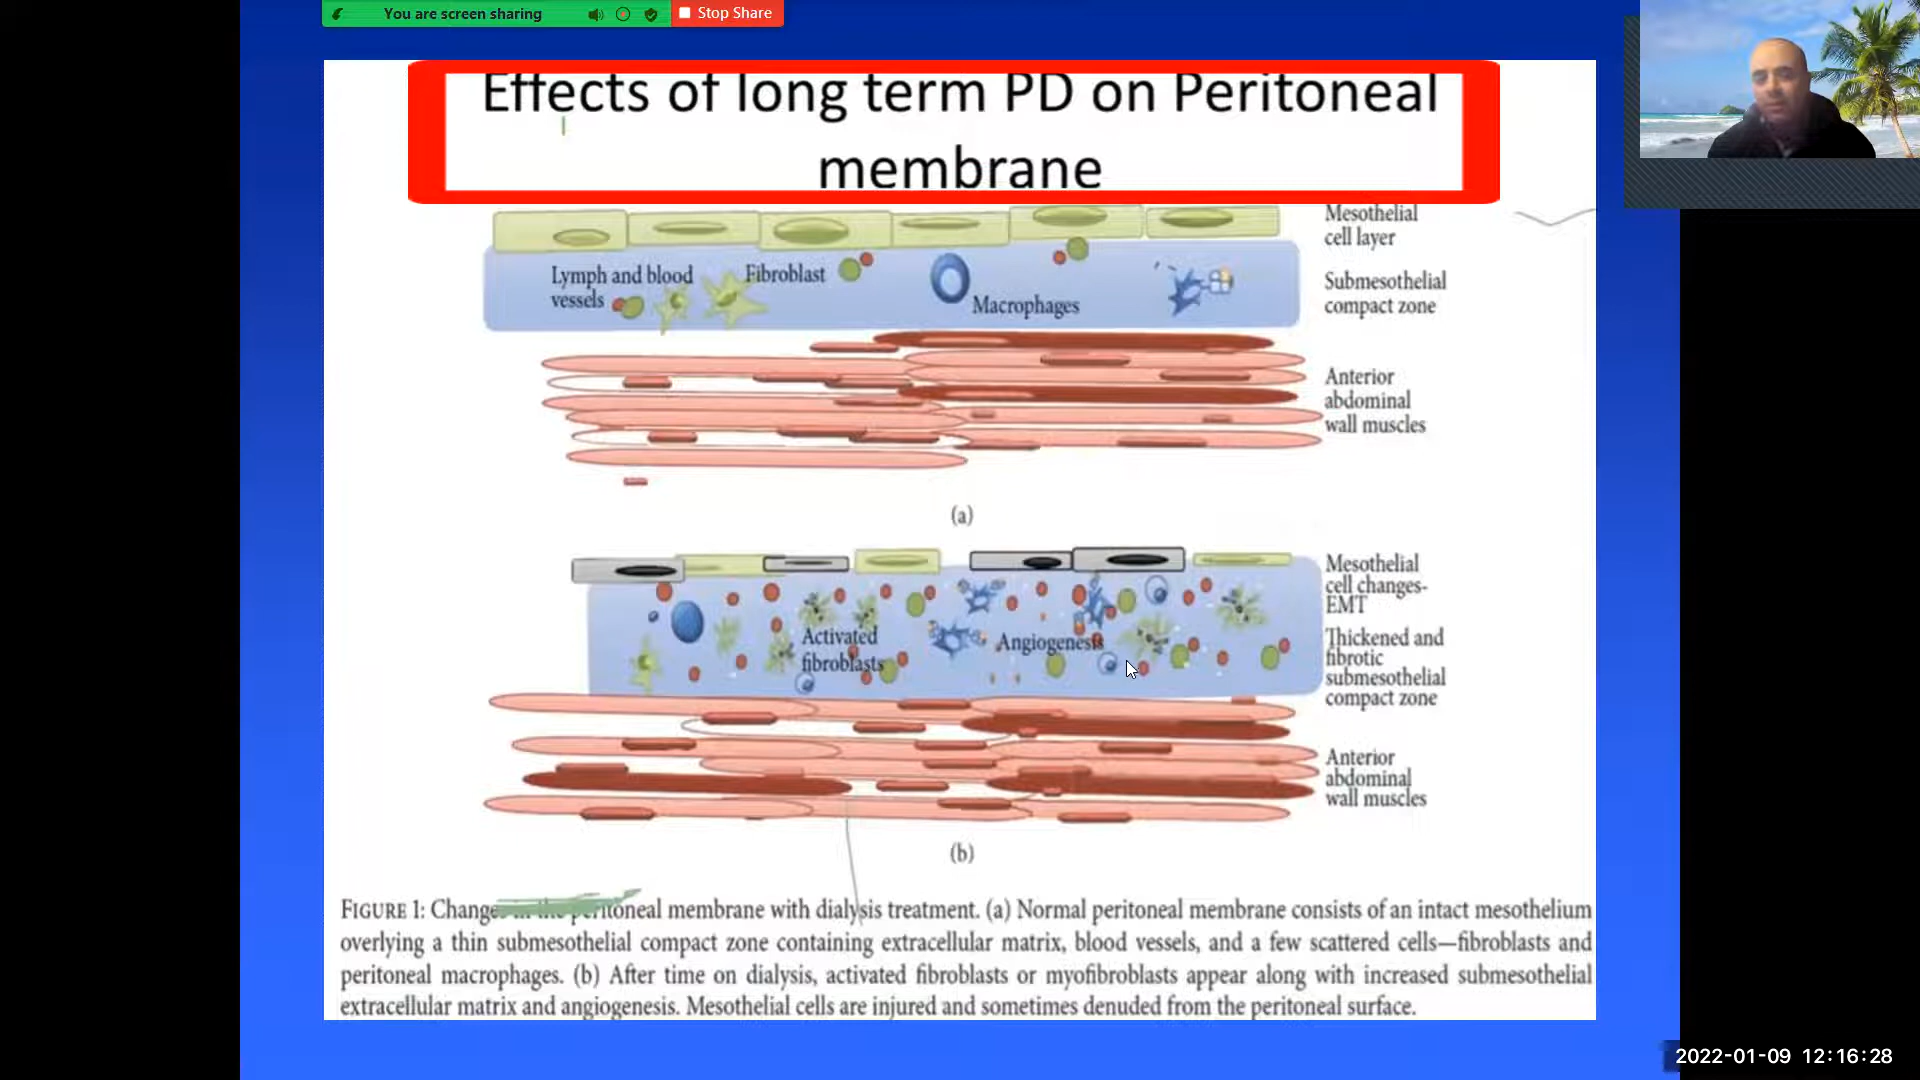 You are screen sharing
Stop Share
Effects of long term PD on Peritoneal
membrane
Mesothelial
cell layer
Lymph and blood
vessels
Fibroblast
Macrophages
Submesothelial
compact zone
Anterior
abdominal
wall muscles
(a)
Mesothelial
cell changes-
EMT
Activated
fibroblasts
Angiogenesis
Thickened and
fibrotic
submesothelial
compact zone
Anterior
abdominal
wall muscles
(b)
FIGURE 1: Changes in the peritoneal membrane with dialysis treatment. (a) Normal peritoneal membrane consists of an intact mesothelium
overlying a thin submesothelial compact zone containing extracellular matrix, blood vessels, and a few scattered cells—fibroblasts and
peritoneal macrophages. (b) After time on dialysis, activated fibroblasts or myofibroblasts appear along with increased submesothelial
extracellular matrix and angiogenesis. Mesothelial cells are injured and sometimes denuded from the peritoneal surface.
2022-01-09 12:16:28